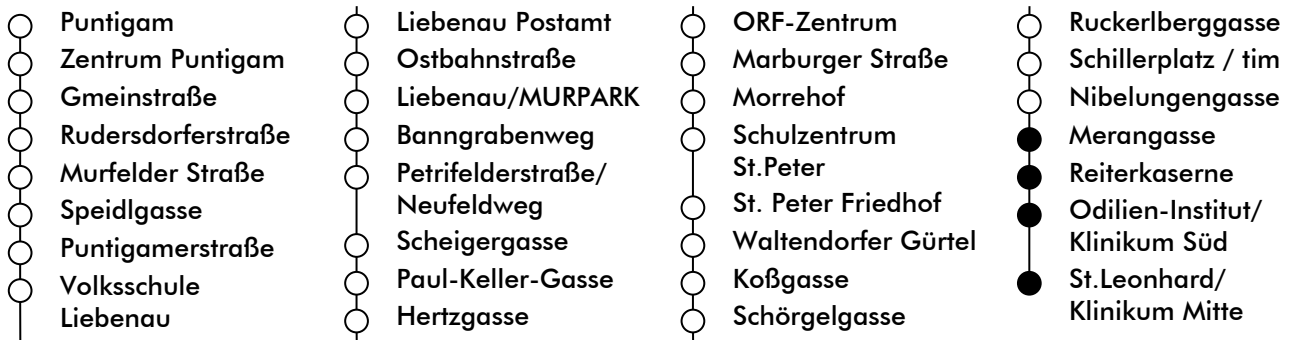 Puntigam
Zentrum Puntigam
Gmeinstraße
Rudersdorferstraße
Murfelder Straße
Speidlgasse
Puntigamerstraße
Volksschule
Liebenau
Liebenau Postamt
Ostbahnstraße
Liebenau/MURPARK
Banngrabenweg
Petrifelderstraße/
Neufeldweg
Scheigergasse
Paul-Keller-Gasse
Hertzgasse
ORF-Zentrum
Marburger Straße
Morrehof
Schulzentrum
St.Peter
St. Peter Friedhof
Waltendorfer Gürtel
Koßgasse
Schörgelgasse
Ruckerlberggasse
Schillerplatz / tim
Nibelungengasse
Merangasse
Reiterkaserne
Odilien-Institut/
Klinikum Süd
St.Leonhard/
Klinikum Mitte